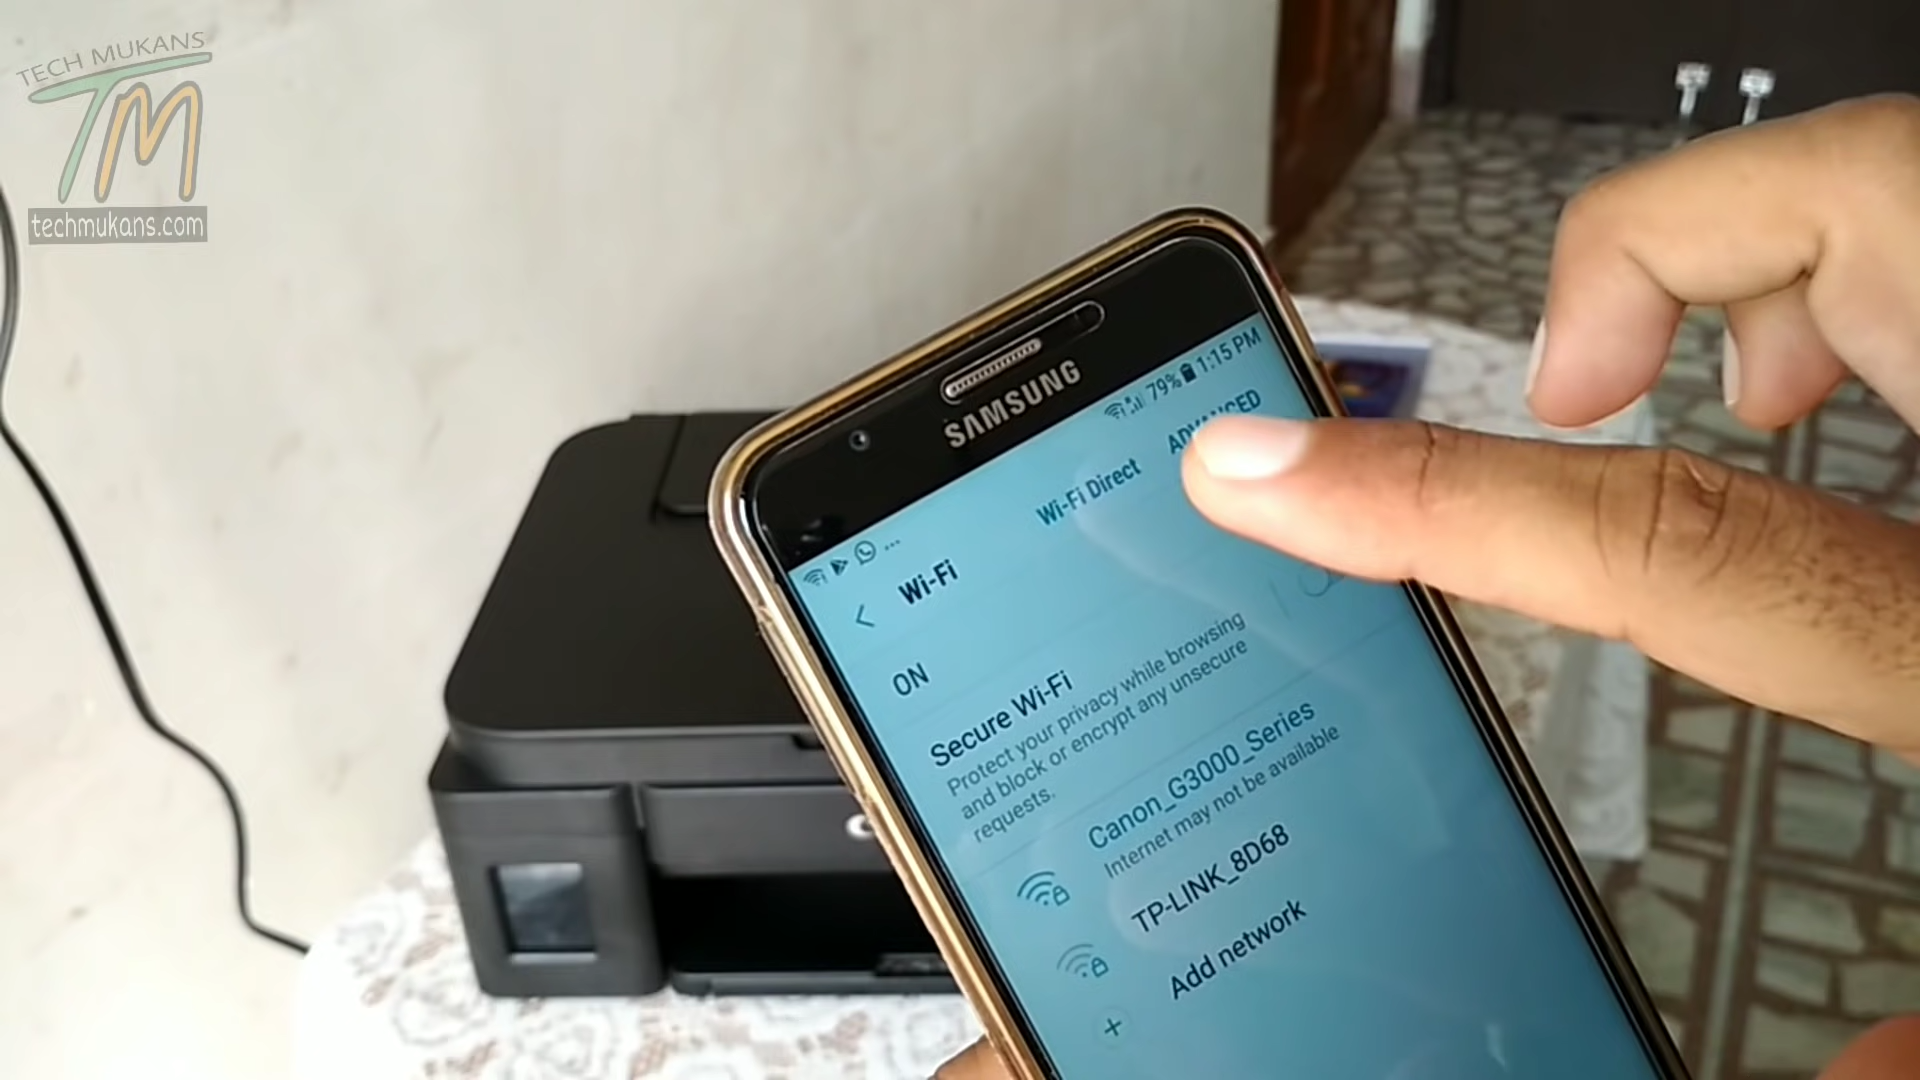 TECH MUKANS
TM
techmukans.com
SAMSUNG
79% 1:15 PM
Wi-Fi
Wi-Fi Direct
ADVANCED
ON
Secure Wi-Fi
Protect your privacy while browsing
and block or encrypt any unsecure
requests.
Canon_G3000_Series
Internet may not be available
TP-LINK_8D68
Add network